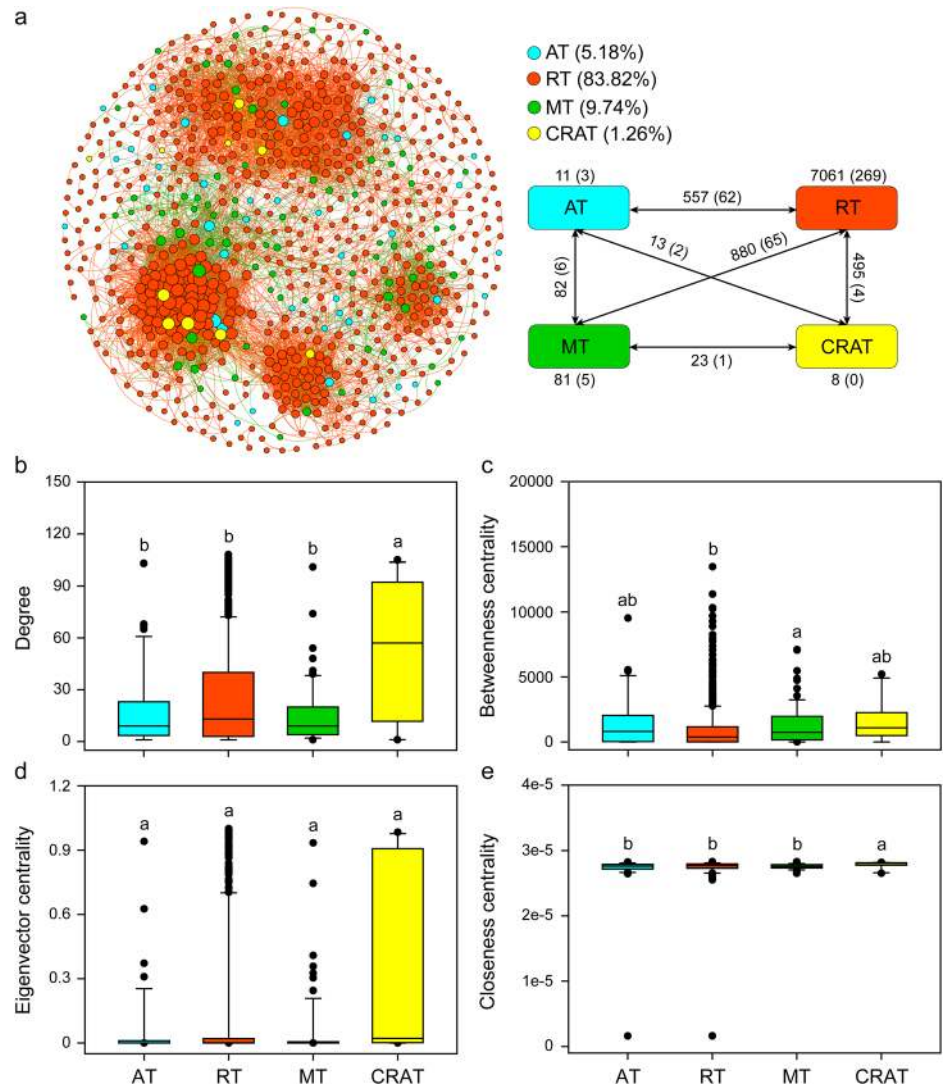 a
AT (5.18%)
RT (83.82%)
MT (9.74%)
CRAT (1.26%)
11 (3)
7061 (269)
AT
557 (62)
RT
13 (2)
880 (65)
82 (6)
495 (4)
MT
23 (1)
CRAT
81 (5)
8 (0)
b
150
120
90
60
30
0
Degree
b
b
b
a
c
20000
15000
10000
5000
0
Betweenness centrality
ab
b
a
ab
d
1.2
0.9
0.6
0.3
0
Eigenvector centrality
a
a
a
a
AT
RT
MT
CRAT
e
4e-5
3e-5
2e-5
1e-5
0
Closeness centrality
b
b
b
a
AT
RT
MT
CRAT